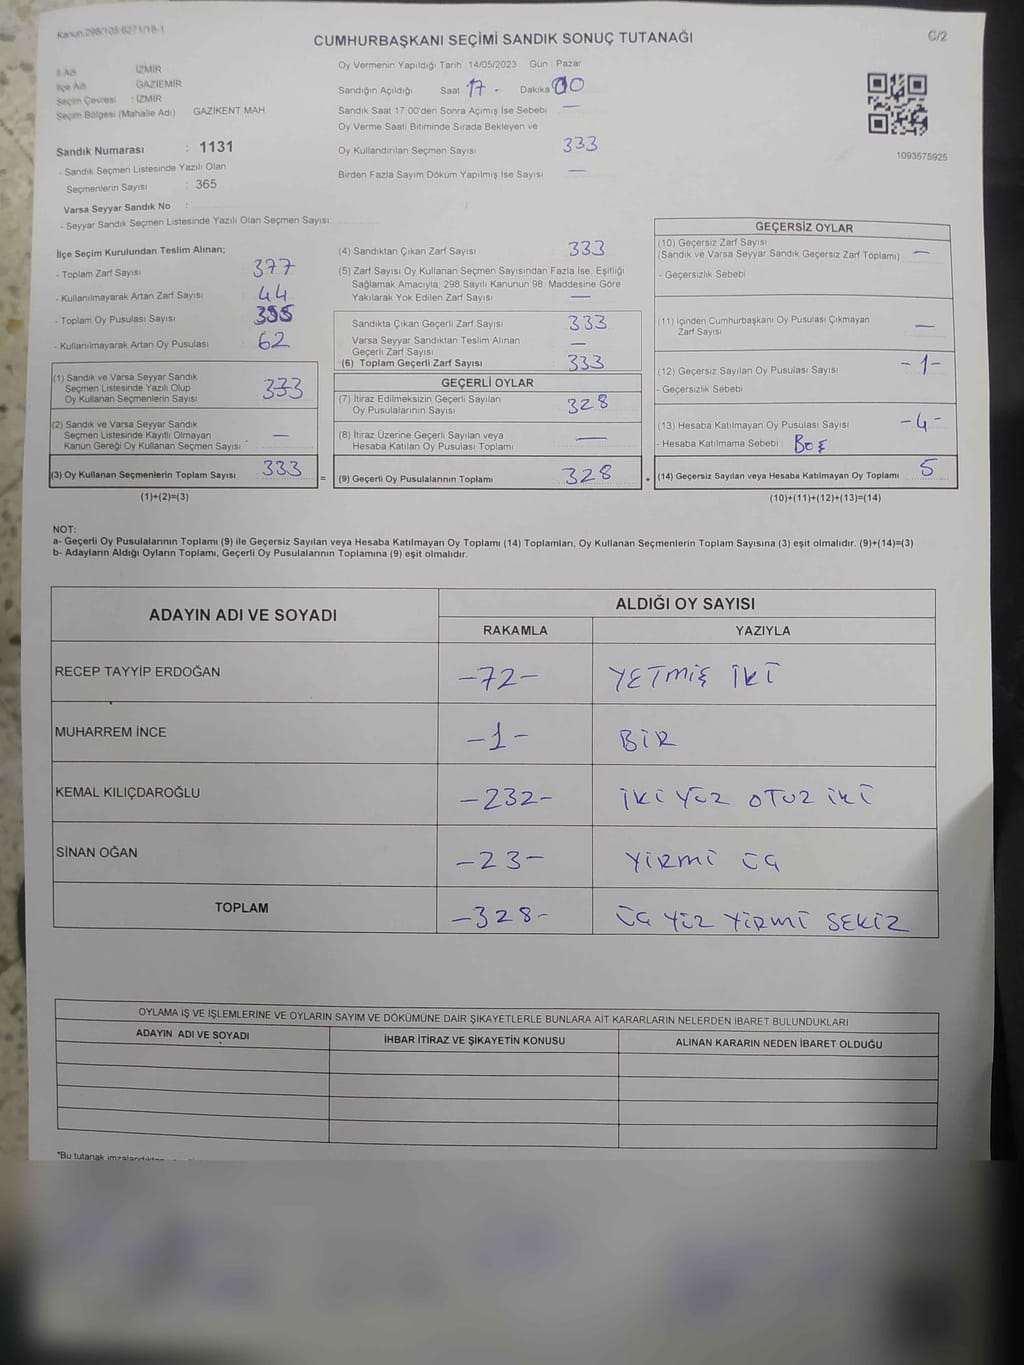 Kanun:298/105;6271/18-1
C/2
CUMHURBAŞKANI SEÇİMİ SANDIK SONUÇ TUTANAĞI
İl Adı : İZMİR
İlçe Adı : GAZİEMİR
Seçim Çevresi : İZMİR
Seçim Bölgesi (Mahalle Adı) GAZİKENT MAH
Sandık Numarası : 1131
- Sandık Seçmen Listesinde Yazılı Olan
Seçmenlerin Sayısı : 365
Varsa Seyyar Sandık No :
- Seyyar Sandık Seçmen Listesinde Yazılı Olan Seçmen Sayısı:
Oy Vermenin Yapıldığı Tarih 14/05/2023 Gün Pazar
Sandığın Açıldığı Saat 17 - Dakika 00
Sandık Saat 17:00'den Sonra Açılmış İse Sebebi —
Oy Verme Saati Bitiminde Sırada Bekleyen ve
Oy Kullandırılan Seçmen Sayısı 333
Birden Fazla Sayım Döküm Yapılmış İse Sayısı —
1093575925
İlçe Seçim Kurulundan Teslim Alınan;
- Toplam Zarf Sayısı 377
- Kullanılmayarak Artan Zarf Sayısı 44
- Toplam Oy Pusulası Sayısı
- Kullanılmayarak Artan Oy Pusulası 62
(1) Sandık ve Varsa Seyyar Sandık
Seçmen Listesinde Yazılı Olup
Oy Kullanan Seçmenlerin Sayısı 333
(2) Sandık ve Varsa Seyyar Sandık
Seçmen Listesinde Kayıtlı Olmayan
Kanun Gereği Oy Kullanan Seçmen Sayısı —
(3) Oy Kullanan Seçmenlerin Toplam Sayısı 333
(1)+(2)=(3)
=
(4) Sandıktan Çıkan Zarf Sayısı 333
(5) Zarf Sayısı Oy Kullanan Seçmen Sayısından Fazla İse, Eşitliği
Sağlamak Amacıyla, 298 Sayılı Kanunun 98. Maddesine Göre
Yakılarak Yok Edilen Zarf Sayısı —
Sandıkta Çıkan Geçerli Zarf Sayısı 333
Varsa Seyyar Sandıktan Teslim Alınan
Geçerli Zarf Sayısı —
(6) Toplam Geçerli Zarf Sayısı 333
GEÇERLİ OYLAR
(7) İtiraz Edilmeksizin Geçerli Sayılan
Oy Pusulalarının Sayısı 328
(8) İtiraz Üzerine Geçerli Sayılan veya
Hesaba Katılan Oy Pusulası Toplamı —
(9) Geçerli Oy Pusulalarının Toplamı 328
+
GEÇERSİZ OYLAR
(10) Geçersiz Zarf Sayısı
(Sandık ve Varsa Seyyar Sandık Geçersiz Zarf Toplamı) —
- Geçersizlik Sebebi
(11) İçinden Cumhurbaşkanı Oy Pusulası Çıkmayan
Zarf Sayısı —
(12) Geçersiz Sayılan Oy Pusulası Sayısı -1-
- Geçersizlik Sebebi
(13) Hesaba Katılmayan Oy Pusulası Sayısı -4-
- Hesaba Katılmama Sebebi BOŞ
(14) Geçersiz Sayılan veya Hesaba Katılmayan Oy Toplamı 5
(10)+(11)+(12)+(13)=(14)
NOT:
a- Geçerli Oy Pusulalarının Toplamı (9) ile Geçersiz Sayılan veya Hesaba Katılmayan Oy Toplamı (14) Toplamları, Oy Kullanan Seçmenlerin Toplam Sayısına (3) eşit olmalıdır. (9)+(14)=(3)
b- Adayların Aldığı Oyların Toplamı, Geçerli Oy Pusulalarının Toplamına (9) eşit olmalıdır.
ADAYIN ADI VE SOYADI ALDIĞI OY SAYISI
RAKAMLA YAZIYLA
RECEP TAYYİP ERDOĞAN -72- YETMİŞ İKİ
MUHARREM İNCE -1- BİR
KEMAL KILIÇDAROĞLU -232- İKİ YÜZ OTUZ İKİ
SİNAN OĞAN -23- YİRMİ ÜÇ
TOPLAM -328- ÜÇ YÜZ YİRMİ SEKİZ
OYLAMA İŞ VE İŞLEMLERİNE VE OYLARIN SAYIM VE DÖKÜMÜNE DAİR ŞİKAYETLERLE BUNLARA AİT KARARLARIN NELERDEN İBARET BULUNDUKLARI
ADAYIN ADI VE SOYADI İHBAR İTİRAZ VE ŞİKAYETİN KONUSU ALINAN KARARIN NEDEN İBARET OLDUĞU
*Bu tutanak